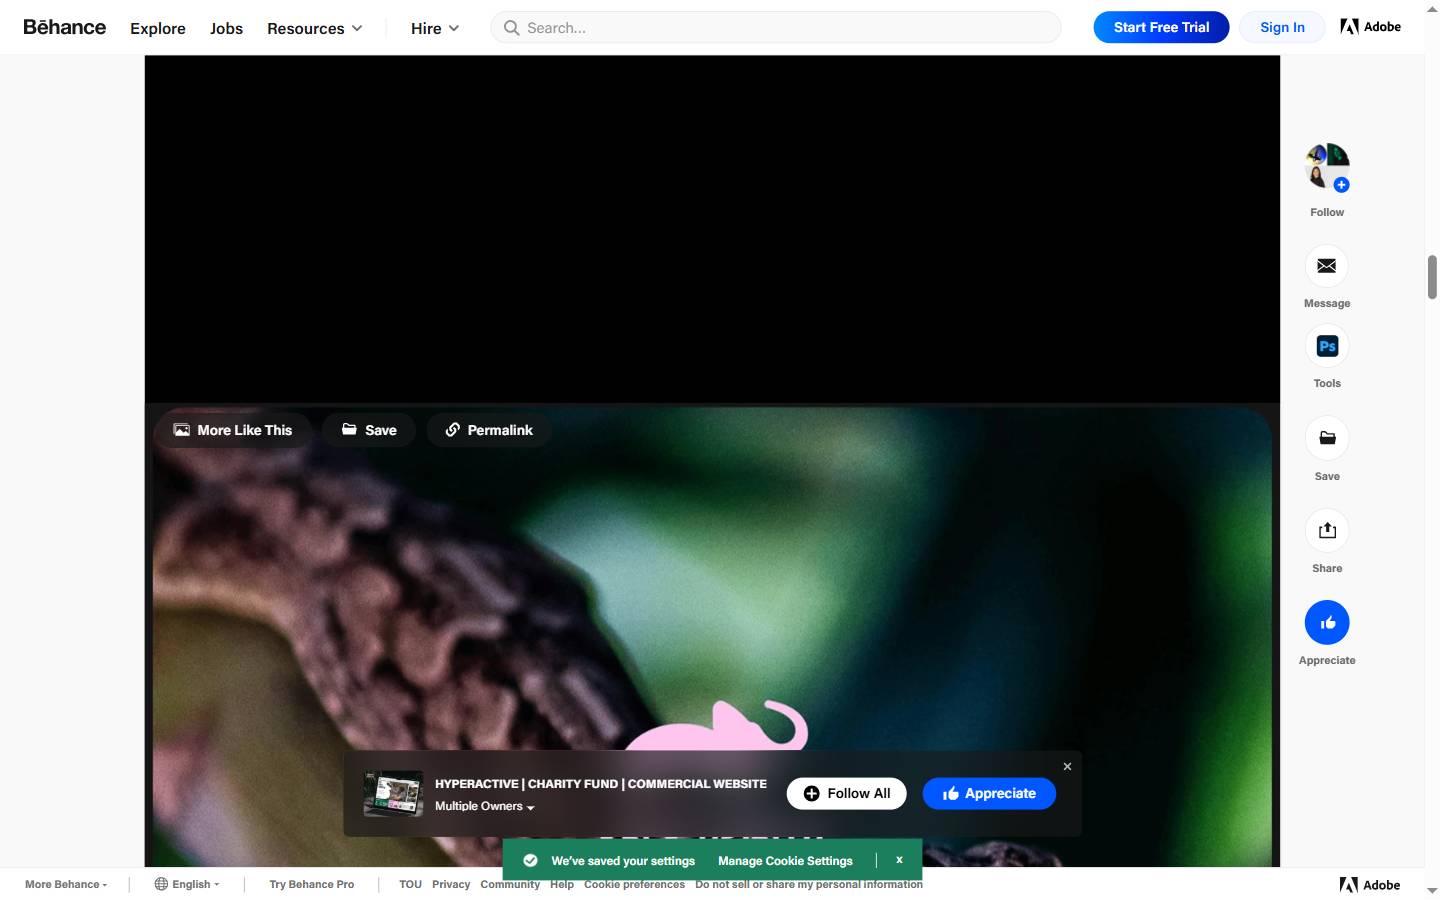 Bēhance
Explore
Jobs
Resources
Hire
Search...
Start Free Trial
Sign In
Adobe
Follow
Message
Ps
Tools
Save
Share
Appreciate
More Like This
Save
Permalink
HYPERACTIVE | CHARITY FUND | COMMERCIAL WEBSITE
Multiple Owners
Follow All
Appreciate
We've saved your settings
Manage Cookie Settings
x
More Behance
English
Try Behance Pro
TOU
Privacy
Community
Help
Cookie preferences
Do not sell or share my personal information
Adobe